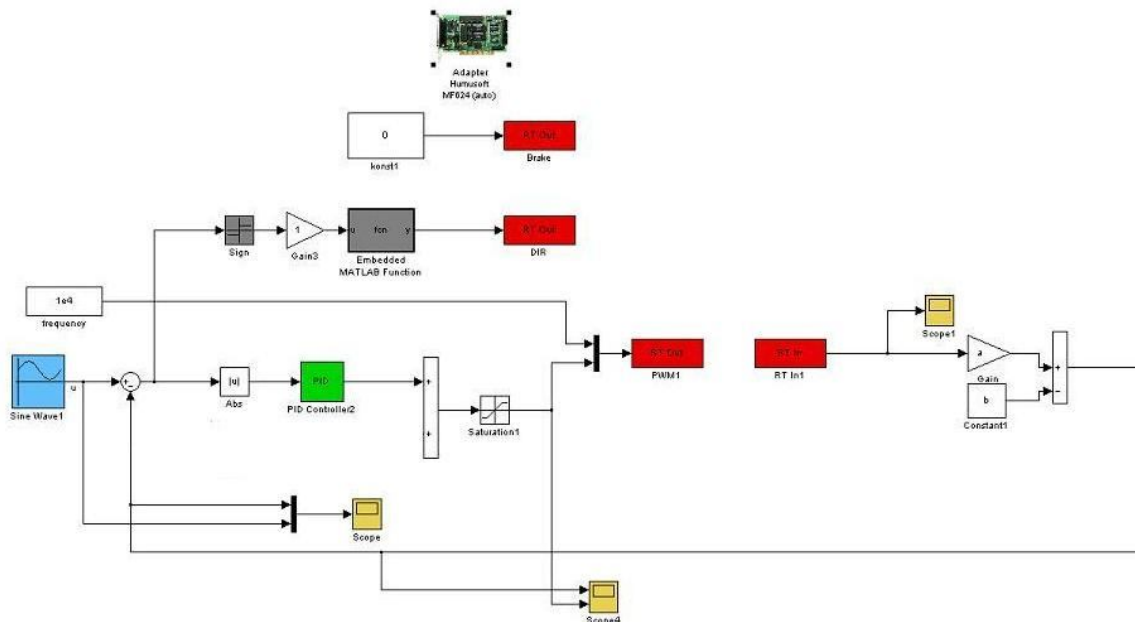 Adapter
Humusoft
MF624 (auto)
0
RT Out
konst1
Brake
1
u
fcn
y
RT Out
Sign
Gain3
Embedded
MATLAB Function
DIR
1e4
frequency
Scope1
RT Out
RT In
a
PWM1
RT In1
Gain
+
−
u
+
−
|u|
PID
+
b
Sine Wave1
Abs
PID Controller2
Saturation1
Constant1
+
Scope
Scope4